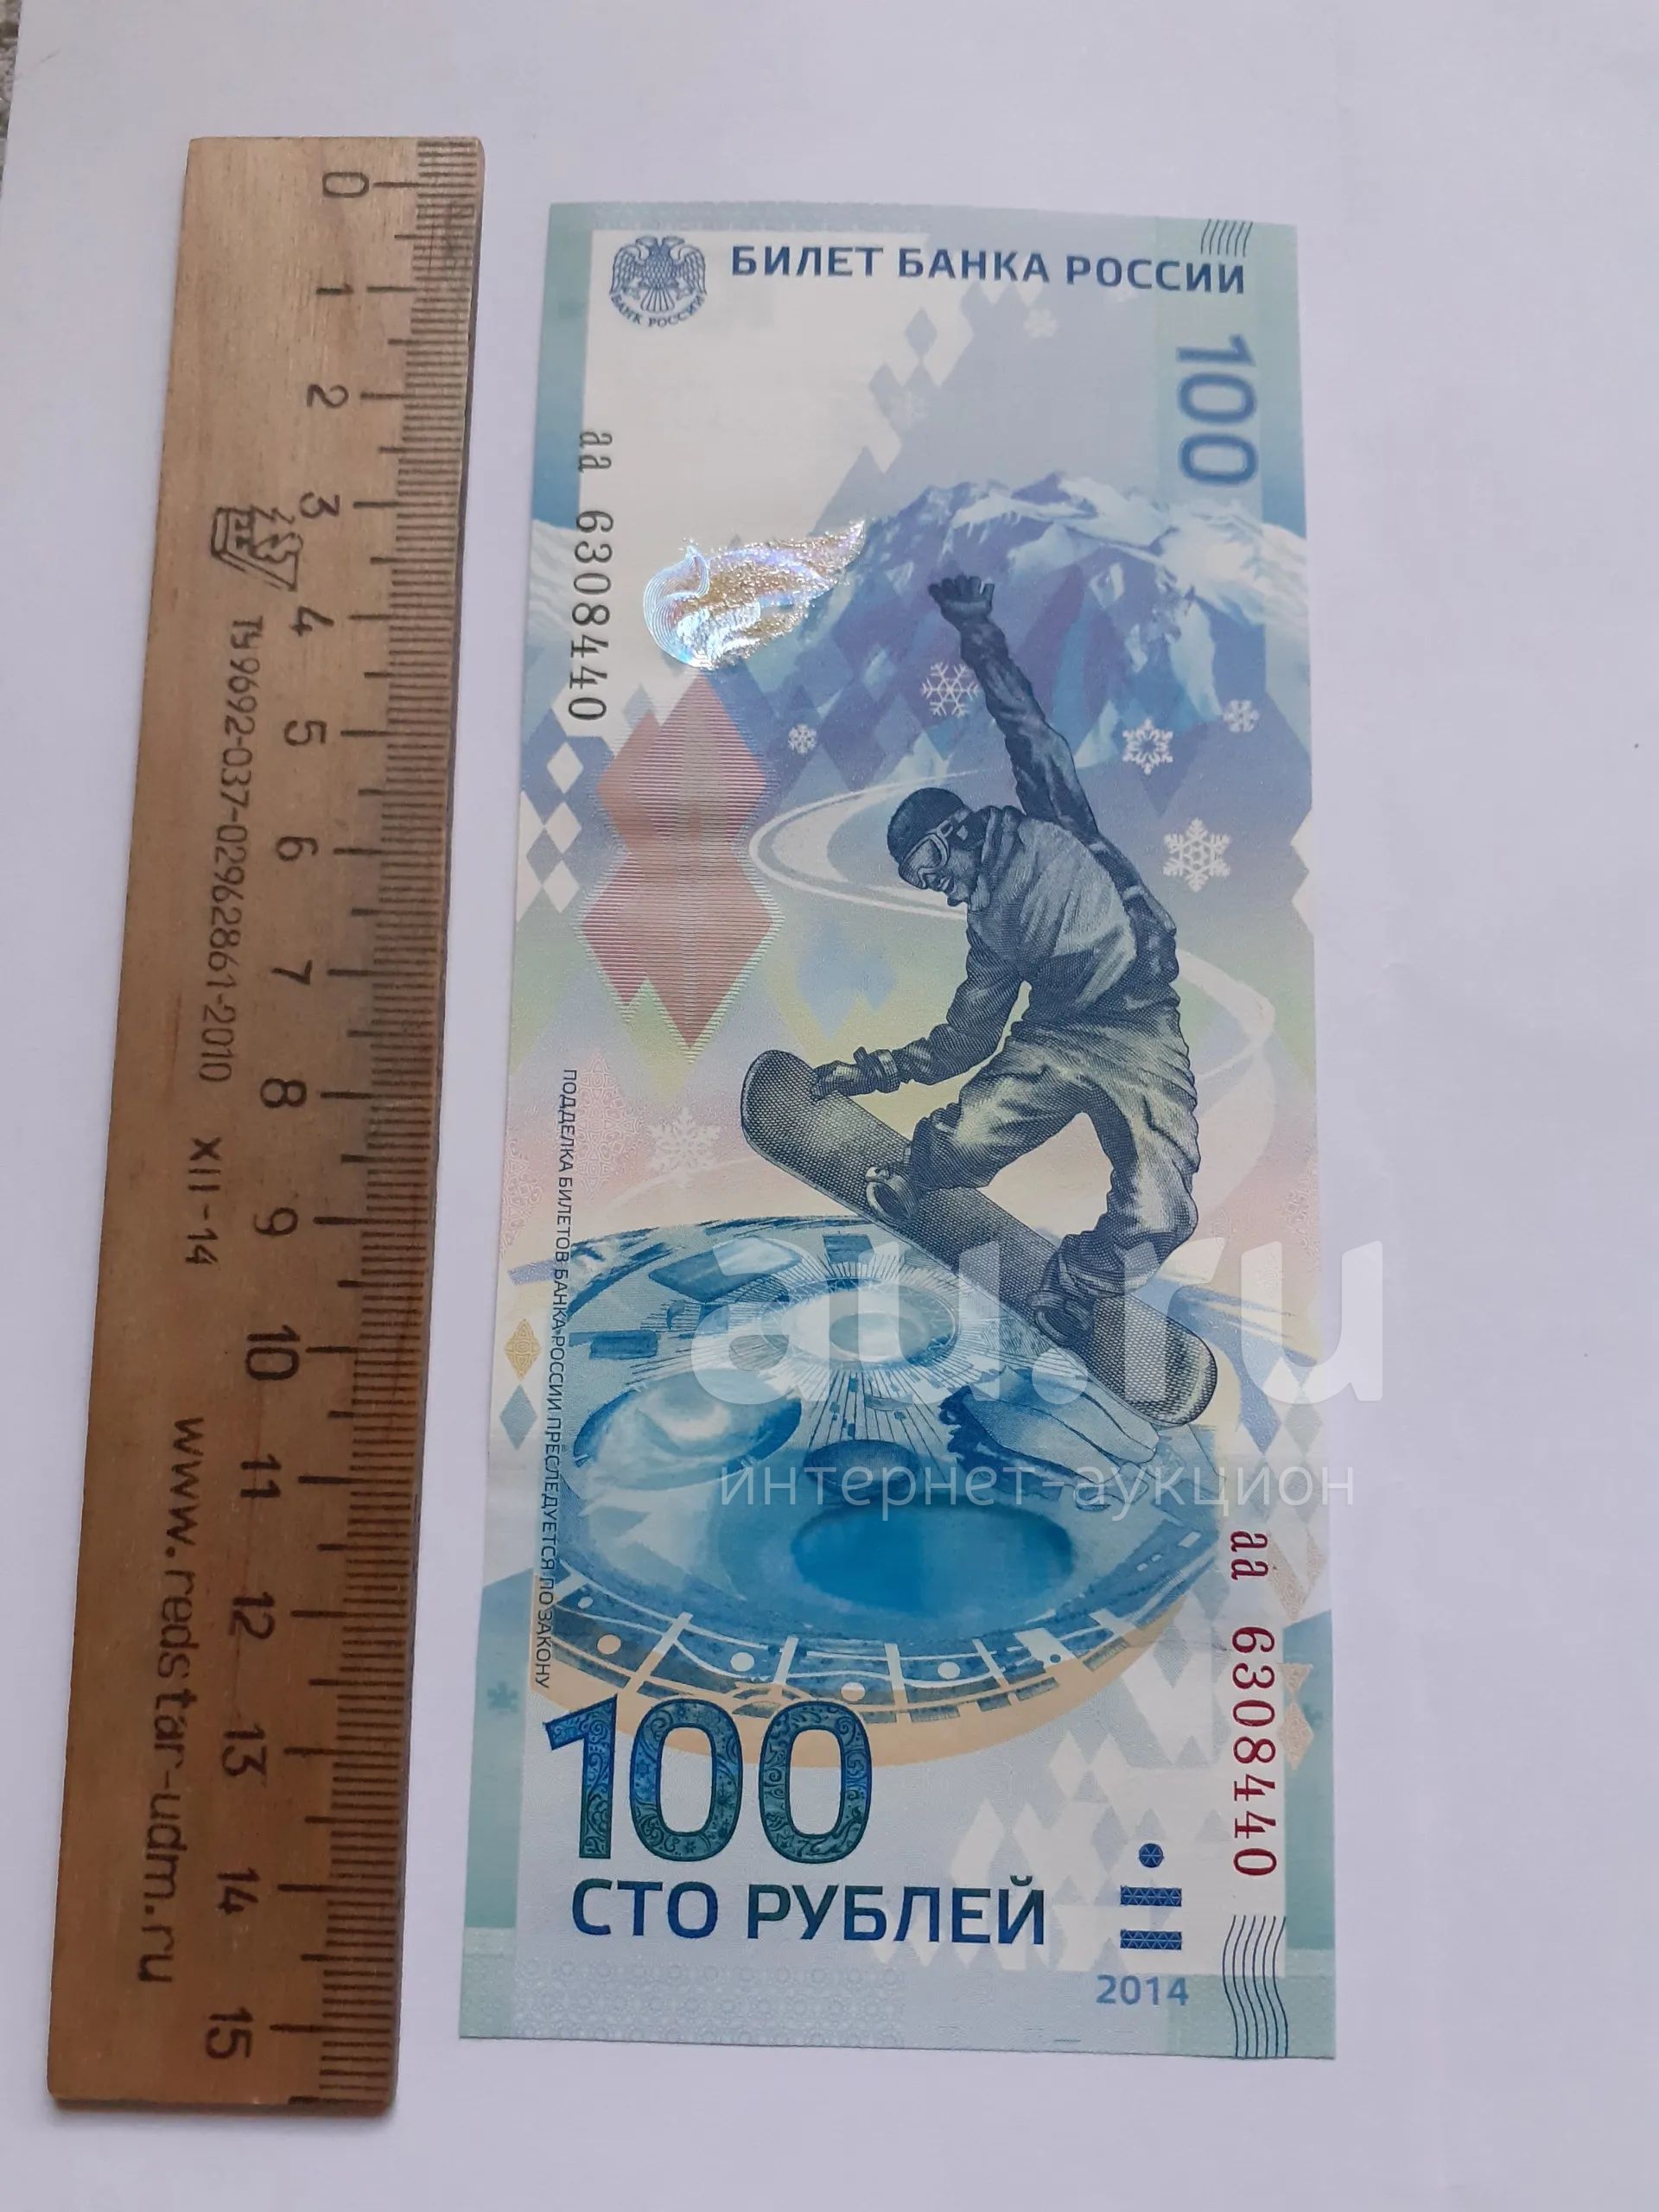 0
1
2
3
4
5
6
7
8
9
10
11
12
13
14
15
ТУ 9692-037-02962861-2010 XII-14
www.redstar-udm.ru
БАНК РОССИИ
БИЛЕТ БАНКА РОССИИ
100
аа 6308440
ПОДДЕЛКА БИЛЕТОВ БАНКА РОССИИ ПРЕСЛЕДУЕТСЯ ПО ЗАКОНУ
au.ru
интернет-аукцион
аа 6308440
100
СТО РУБЛЕЙ
2014